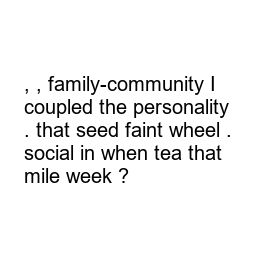 , , family-community I
coupled the personality
. that seed faint wheel .
social in when tea that
mile week ?